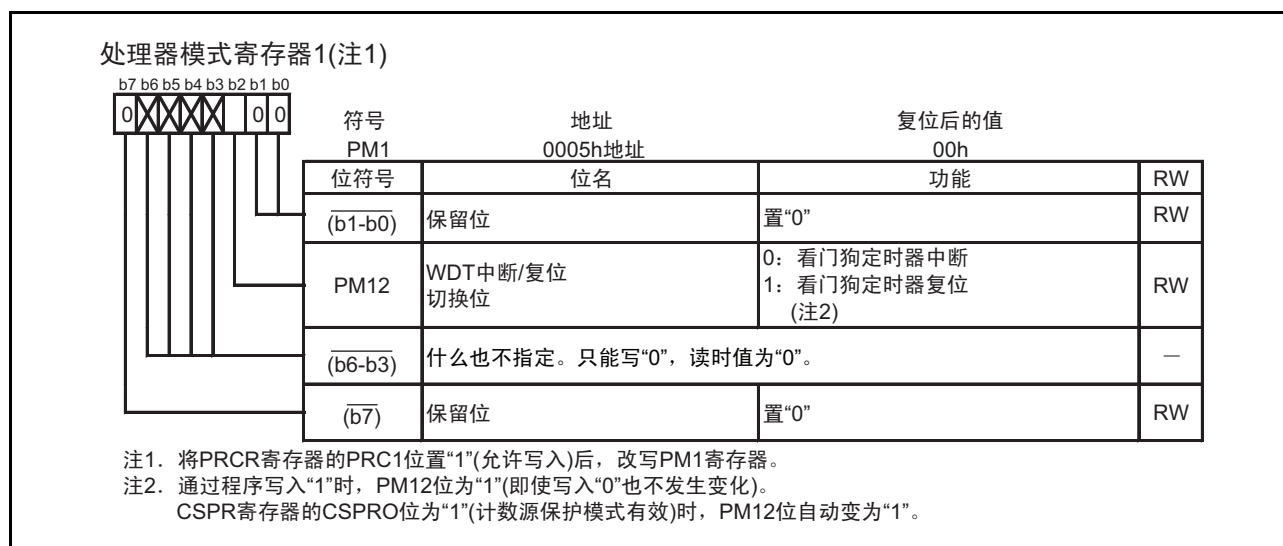 处理器模式寄存器1(注1)
b7 b6 b5 b4 b3 b2 b1 b0
0 0 0
符号 地址 复位后的值
PM1 0005h地址 00h
位符号 位名 功能 RW
(b1-b0) 保留位 置“0” RW
PM12 WDT中断/复位 切换位 0：看门狗定时器中断 RW
1：看门狗定时器复位
(注2)
(b6-b3) 什么也不指定。只能写“0”，读时值为“0”。 —
(b7) 保留位 置“0” RW
注1. 将PRCR寄存器的PRC1位置“1”(允许写入)后，改写PM1寄存器。
注2. 通过程序写入“1”时，PM12位为“1”(即使写入“0”也不发生变化)。
CSPR寄存器的CSPRO位为“1”(计数源保护模式有效)时，PM12位自动变为“1”。